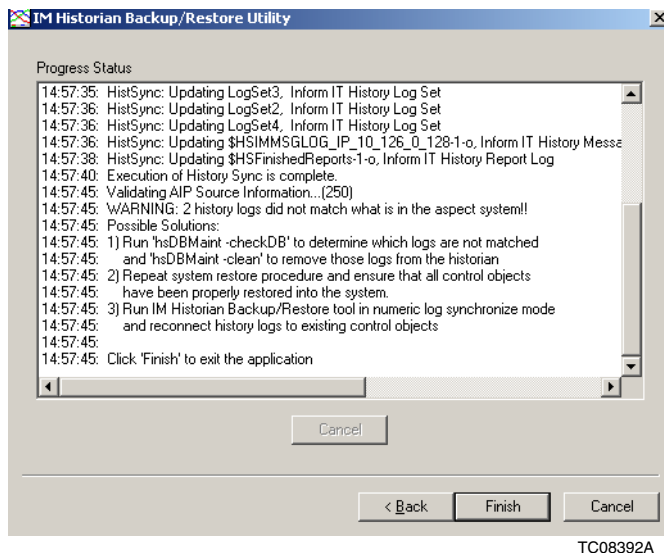 IM Historian Backup/Restore Utility
Progress Status
14:57:35: HistSync: Updating LogSet3, Inform IT History Log Set
14:57:36: HistSync: Updating LogSet2, Inform IT History Log Set
14:57:36: HistSync: Updating LogSet4, Inform IT History Log Set
14:57:36: HistSync: Updating $HSIMMSGLOG_IP_10_126_0_128-1-o, Inform IT History Messa
14:57:38: HistSync: Updating $HSFinishedReports-1-o, Inform IT History Report Log
14:57:40: Execution of History Sync is complete.
14:57:45: Validating AIP Source Information...(250)
14:57:45: WARNING: 2 history logs did not match what is in the aspect system!!
14:57:45: Possible Solutions:
14:57:45: 1) Run 'hsDBMaint -checkDB' to determine which logs are not matched
14:57:45: and 'hsDBMaint -clean' to remove those logs from the historian
14:57:45: 2) Repeat system restore procedure and ensure that all control objects
14:57:45: have been properly restored into the system.
14:57:45: 3) Run IM Historian Backup/Restore tool in numeric log synchronize mode
14:57:45: and reconnect history logs to existing control objects
14:57:45:
14:57:45: Click 'Finish' to exit the application
Cancel
< Back Finish Cancel
TC08392A